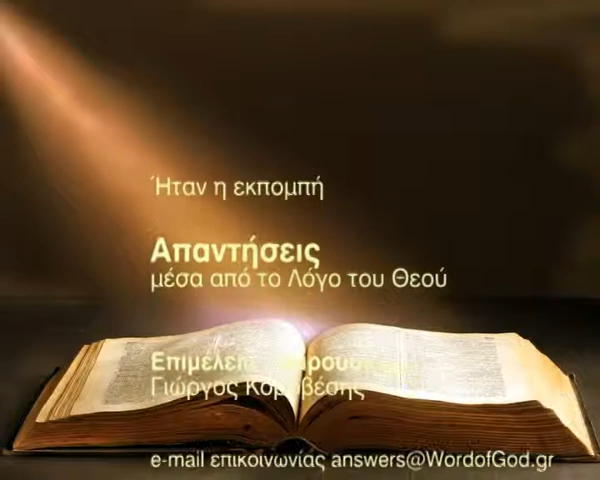 Ήταν η εκπομπή
Απαντήσεις
μέσα από το Λόγο του Θεού
Γιώργος
e-mail επικοινωνίας answers@WordofGod.gr